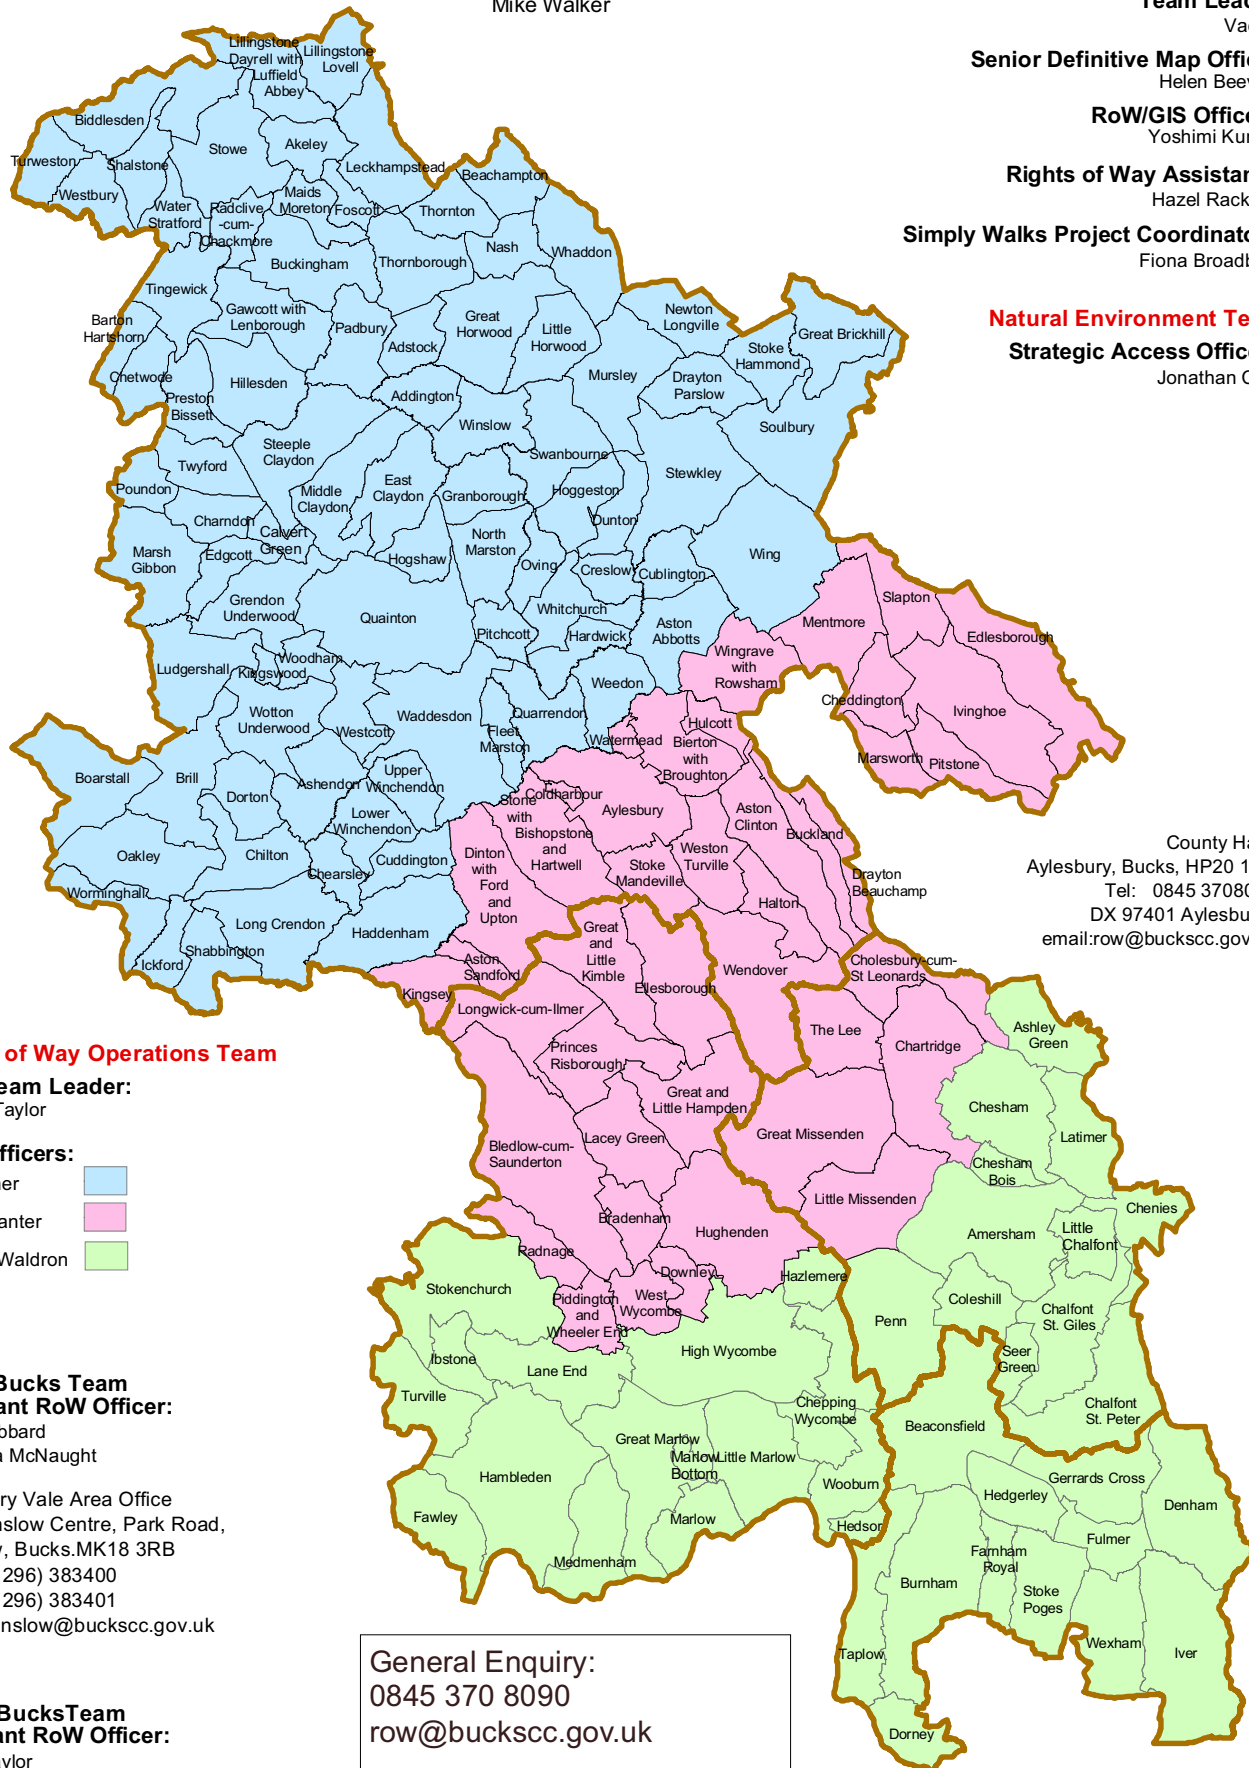 Mike Walker
Team Lead
Va
Senior Definitive Map Offi
Helen Bee
RoW/GIS Office
Yoshimi Ku
Rights of Way Assistan
Hazel Rack
Simply Walks Project Coordinato
Fiona Broadb
Natural Environment Te
Strategic Access Office
Jonathan
Lillingstone
Dayrell with
Luffield
Abbey
Lillingstone
Lovell
Biddlesden
Stowe
Akeley
Turweston
Shalstone
Leckhampstead
Beachampton
Westbury
Water
Stratford
Radclive
-cum-
Chackmore
Maids
Moreton
Foscott
Thornton
Nash
Whaddon
Buckingham
Thornborough
Tingewick
Gawcott with
Lenborough
Padbury
Great
Horwood
Little
Horwood
Newton
Longville
Barton
Hartshorn
Adstock
Stoke
Hammond
Great Brickhill
Chetwode
Preston
Bissett
Hillesden
Addington
Mursley
Drayton
Parslow
Winslow
Soulbury
Steeple
Claydon
Swanbourne
Twyford
Stewkley
Poundon
Middle
Claydon
East
Claydon
Granborough
Hoggeston
Charndon
Calvert
Green
Dunton
Marsh
Gibbon
Edgcott
Hogshaw
North
Marston
Oving
Creslow
Cublington
Wing
Grendon
Underwood
Quainton
Whitchurch
Pitchcott
Hardwick
Aston
Abbotts
Mentmore
Slapton
Edlesborough
Ludgershall
Kingswood
Woodham
Weedon
Wingrave
with
Rowsham
Cheddington
Ivinghoe
Wotton
Underwood
Westcott
Waddesdon
Quarrendon
Fleet
Marston
Watermead
Hulcott
Bierton
with
Broughton
Marsworth
Pitstone
Boarstall
Brill
Dorton
Ashendon
Upper
Winchendon
Lower
Winchendon
Coldharbour
Stone
with
Bishopstone
and
Hartwell
Aylesbury
Aston
Clinton
Buckland
Oakley
Chilton
Chearsley
Cuddington
Dinton
with
Ford
and
Upton
Stoke
Mandeville
Weston
Turville
Halton
Drayton
Beauchamp
Worminghall
Long Crendon
Haddenham
Ickford
Shabbington
Aston
Sandford
Great
and
Little
Kimble
Ellesborough
Wendover
Kingsey
Longwick-cum-Ilmer
Cholesbury-cum-
St Leonards
The Lee
Chartridge
Ashley
Green
Princes
Risborough
Great and
Little Hampden
Chesham
Latimer
Bledlow-cum-
Saunderton
Lacey Green
Great Missenden
Chesham
Bois
Little Missenden
Chenies
Bradenham
Hughenden
Amersham
Little
Chalfont
Radnage
Downley
Hazlemere
Stokenchurch
Piddington
and
Wheeler End
West
Wycombe
Penn
Coleshill
Chalfont
St. Giles
Ibstone
Lane End
High Wycombe
Seer
Green
Turville
Chepping
Wycombe
Beaconsfield
Chalfont
St. Peter
Great Marlow
Marlow
Bottom
Little Marlow
Hambleden
Wooburn
Gerrards Cross
Hedgerley
Denham
Fawley
Marlow
Hedsor
Fulmer
Medmenham
Farnham
Royal
Burnham
Stoke
Poges
Wexham
Iver
Taplow
Dorney
County Ha
Aylesbury, Bucks, HP20 1
Tel: 0845 3708
DX 97401 Aylesbu
email:row@buckscc.gov
of Way Operations Team
eam Leader:
Taylor
fficers:
er
anter
Waldron
Bucks Team
ant RoW Officer:
bbard
a McNaught
ry Vale Area Office
nslow Centre, Park Road,
, Bucks.MK18 3RB
296) 383400
296) 383401
nslow@buckscc.gov.uk
BucksTeam
ant RoW Officer:
aylor
General Enquiry:
0845 370 8090
row@buckscc.gov.uk